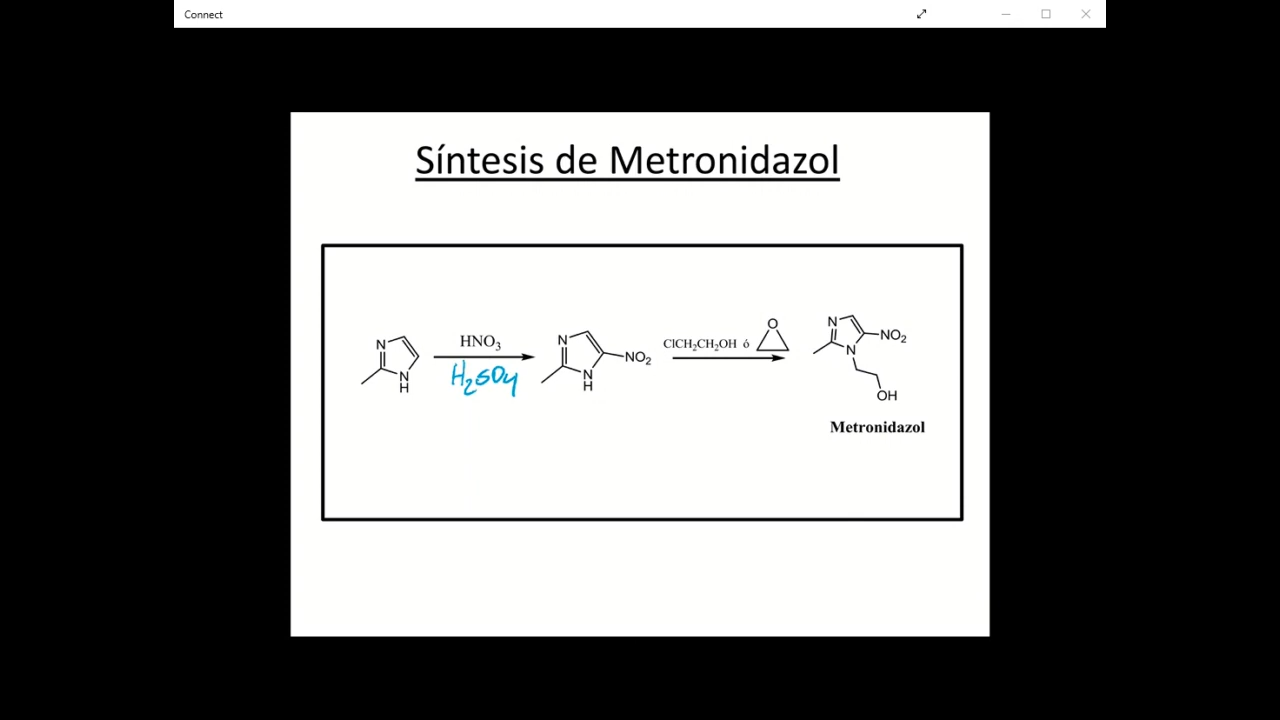 Connect
Síntesis de Metronidazol
HNO3
H2SO4
ClCH2CH2OH ó
O
N
N
H
N
NO2
N
H
N
NO2
N
OH
Metronidazol